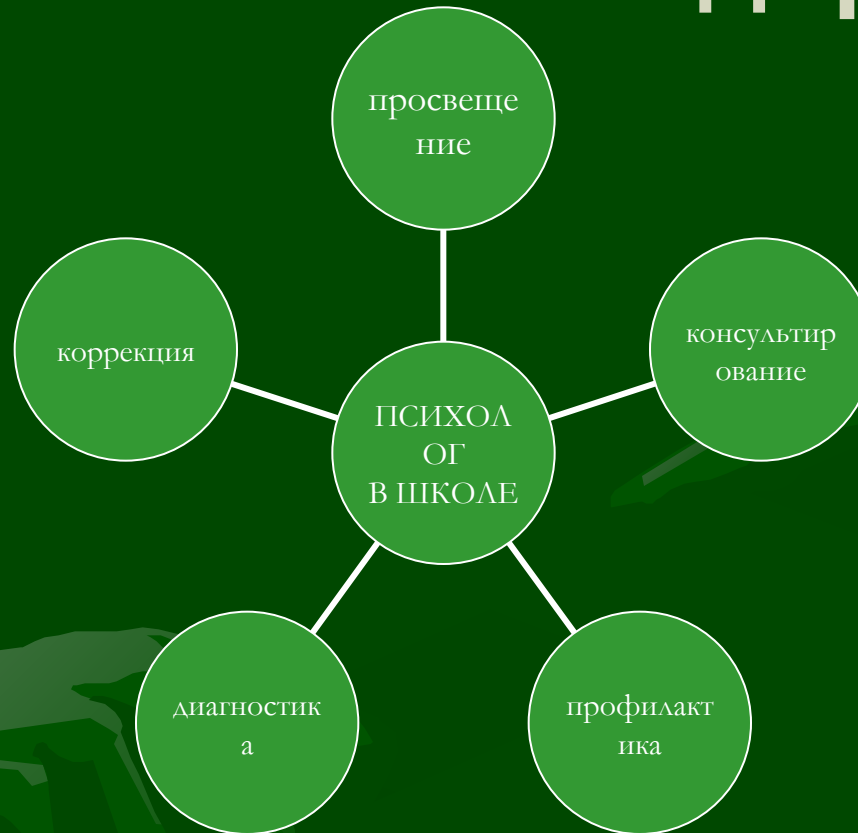 просвеще
ние
коррекция
консультир
ование
ПСИХОЛ
ОГ
В ШКОЛЕ
диагностик
а
профилакт
ика